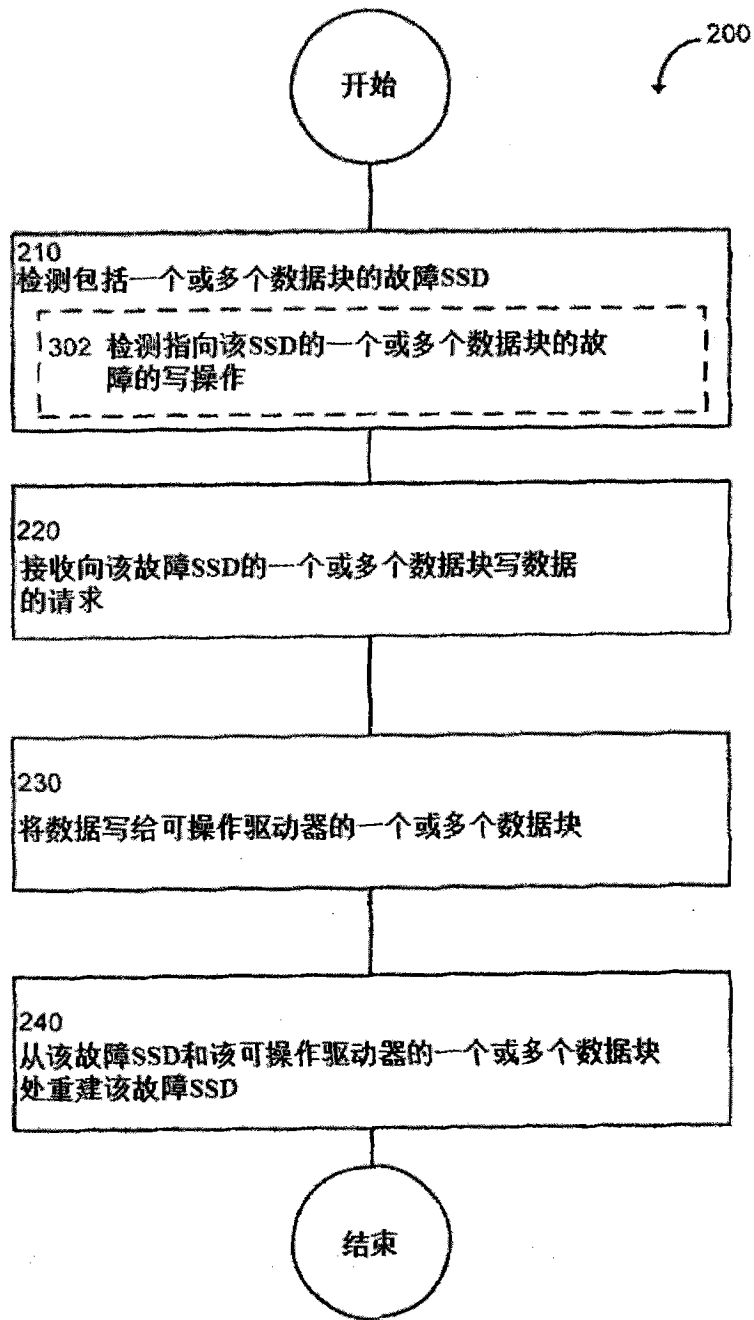 200
开始
210
检测包括一个或多个数据块的故障SSD
302 检测指向该SSD的一个或多个数据块的故
障的写操作
220
接收向该故障SSD的一个或多个数据块写数据
的请求
230
将数据写给可操作驱动器的一个或多个数据块
240
从该故障SSD和该可操作驱动器的一个或多个数据块
处重建该故障SSD
结束